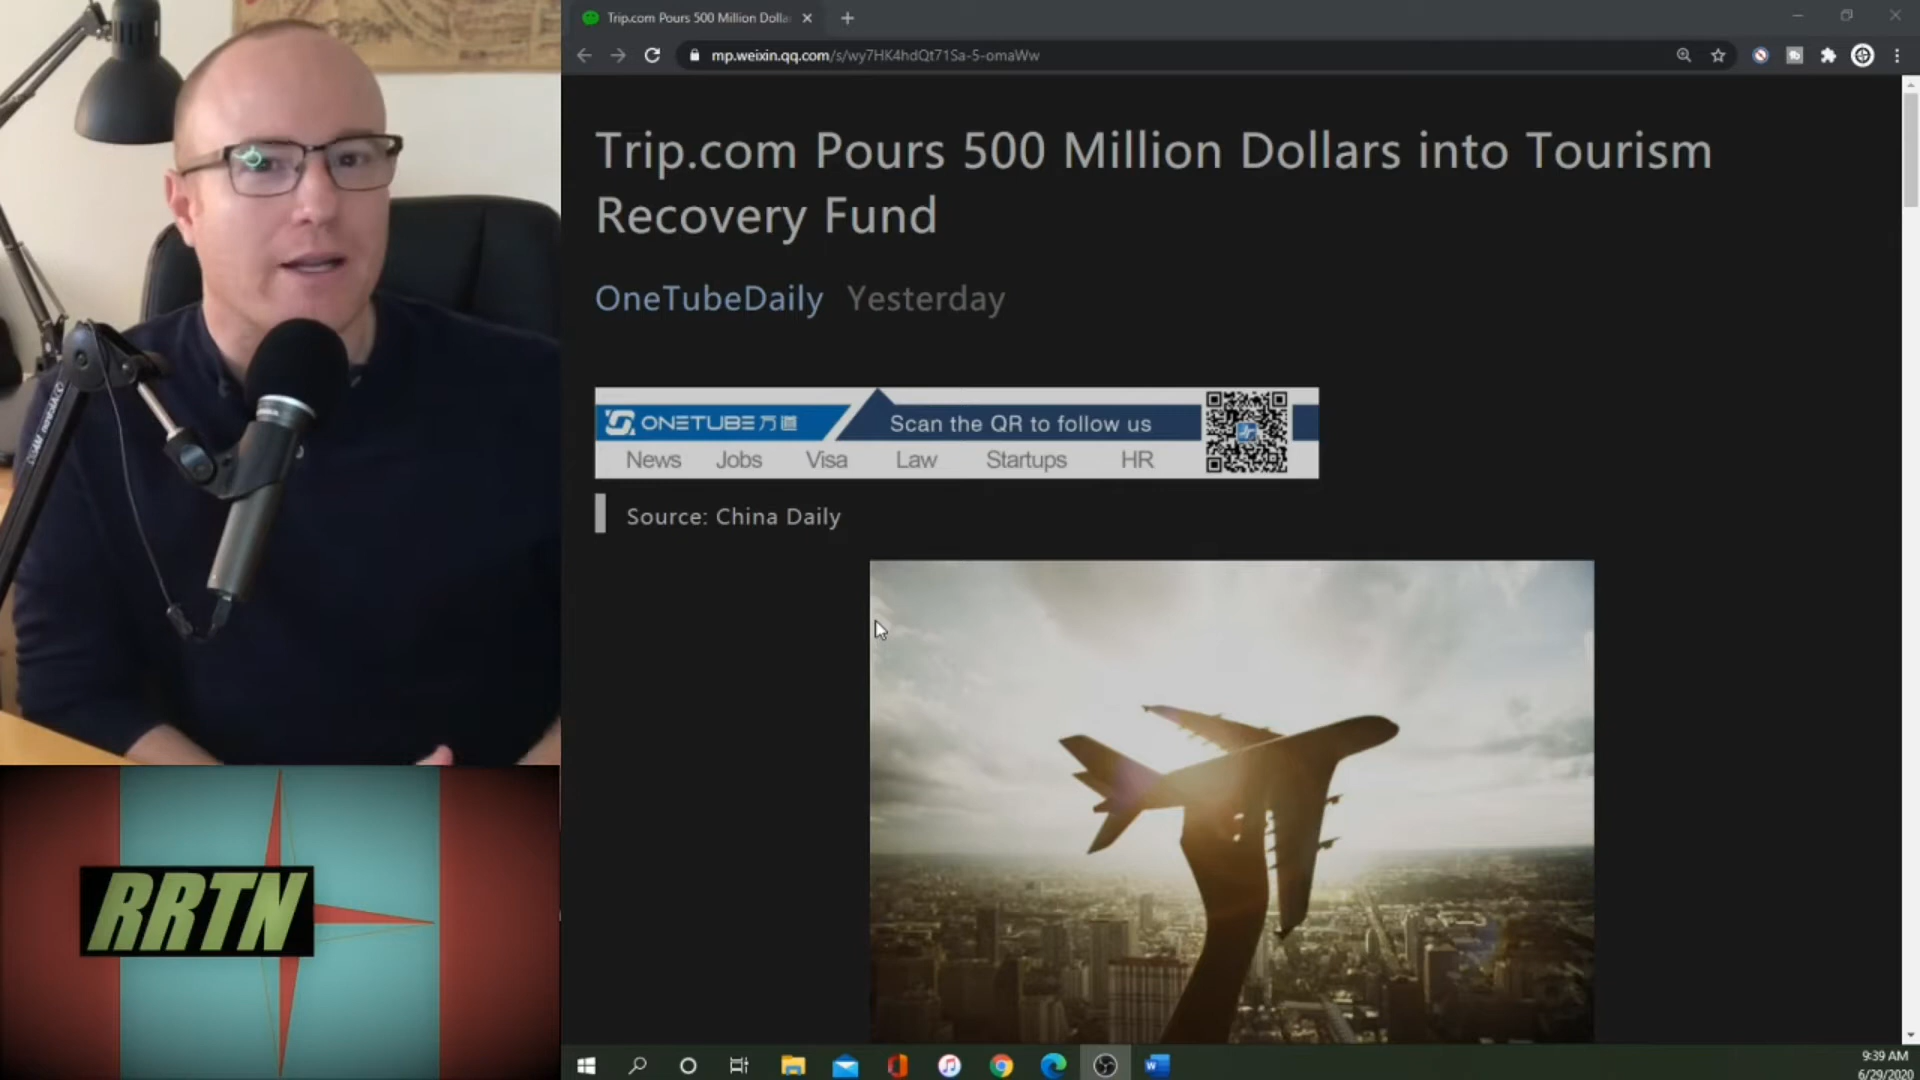 Trip.com Pours 500 Million Dolla
mp.weixin.qq.com/s/wy7HK4hdQt71Sa-5-omaWw
Trip.com Pours 500 Million Dollars into Tourism
Recovery Fund
OneTubeDaily Yesterday
ONETUBE万道 Scan the QR to follow us
News Jobs Visa Law Startups HR
Source: China Daily
RRTN
9:39 AM
6/29/2020